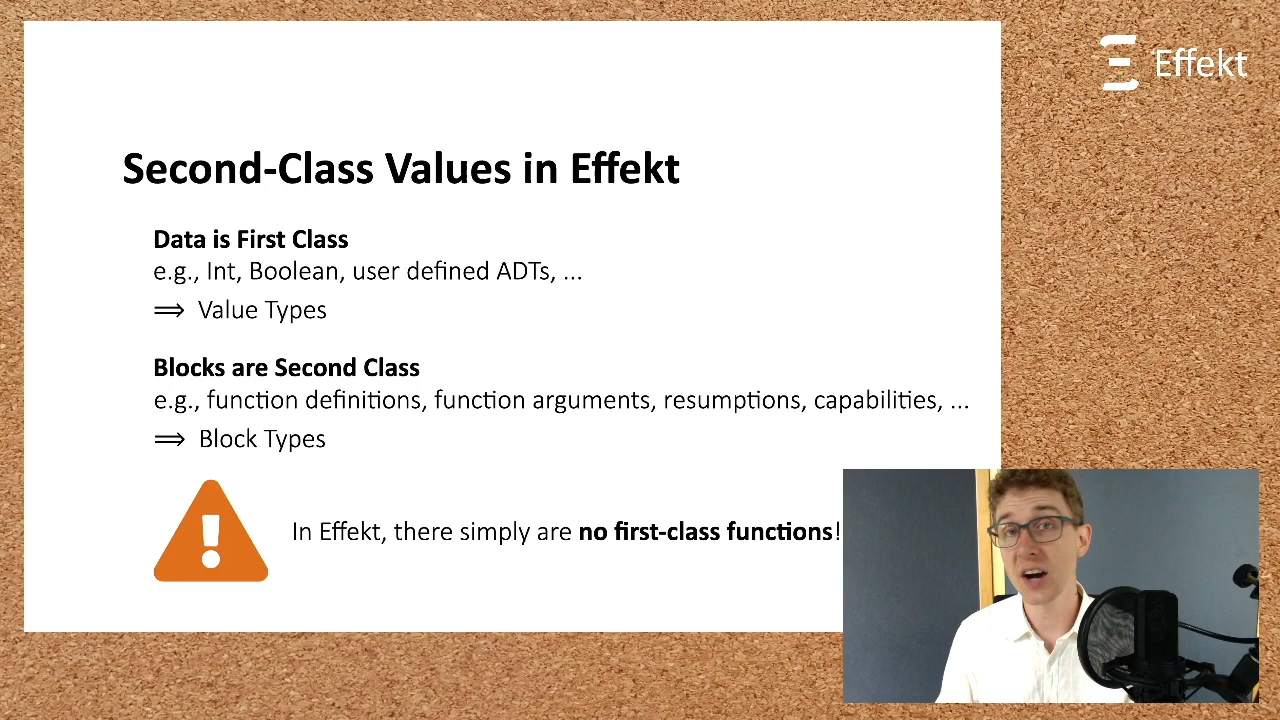 Effekt
Second-Class Values in Effekt
Data is First Class
e.g., Int, Boolean, user defined ADTs, ...
⟹ Value Types
Blocks are Second Class
e.g., function definitions, function arguments, resumptions, capabilities, ...
⟹ Block Types
In Effekt, there simply are no first-class functions!